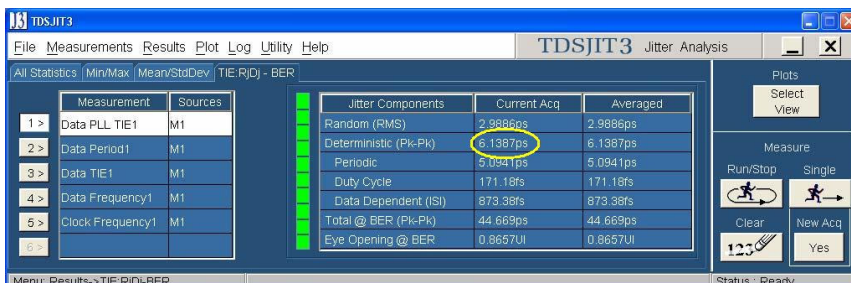 J3 TDSJIT3
File Measurements Results Plot Log Utility Help
TDSJIT3 Jitter Analysis
All Statistics Min/Max Mean/StdDev TIE:RjDj - BER
Measurement Sources
1 > Data PLL TIE1 M1
2 > Data Period1 M1
3 > Data TIE1 M1
4 > Data Frequency1 M1
5 > Clock Frequency1 M1
6 >
Jitter Components Current Acq Averaged
Random (RMS) 2.9886ps 2.9886ps
Deterministic (Pk-Pk) 6.1387ps 6.1387ps
Periodic 5.0941ps 5.0941ps
Duty Cycle 171.18fs 171.18fs
Data Dependent (ISI) 873.38fs 873.38fs
Total @ BER (Pk-Pk) 44.669ps 44.669ps
Eye Opening @ BER 0.8657UI 0.8657UI
Plots
Select
View
Measure
Run/Stop Single
Clear New Acq
123 Yes
Menu: Results->TIE:RjDj-BER Status : Ready